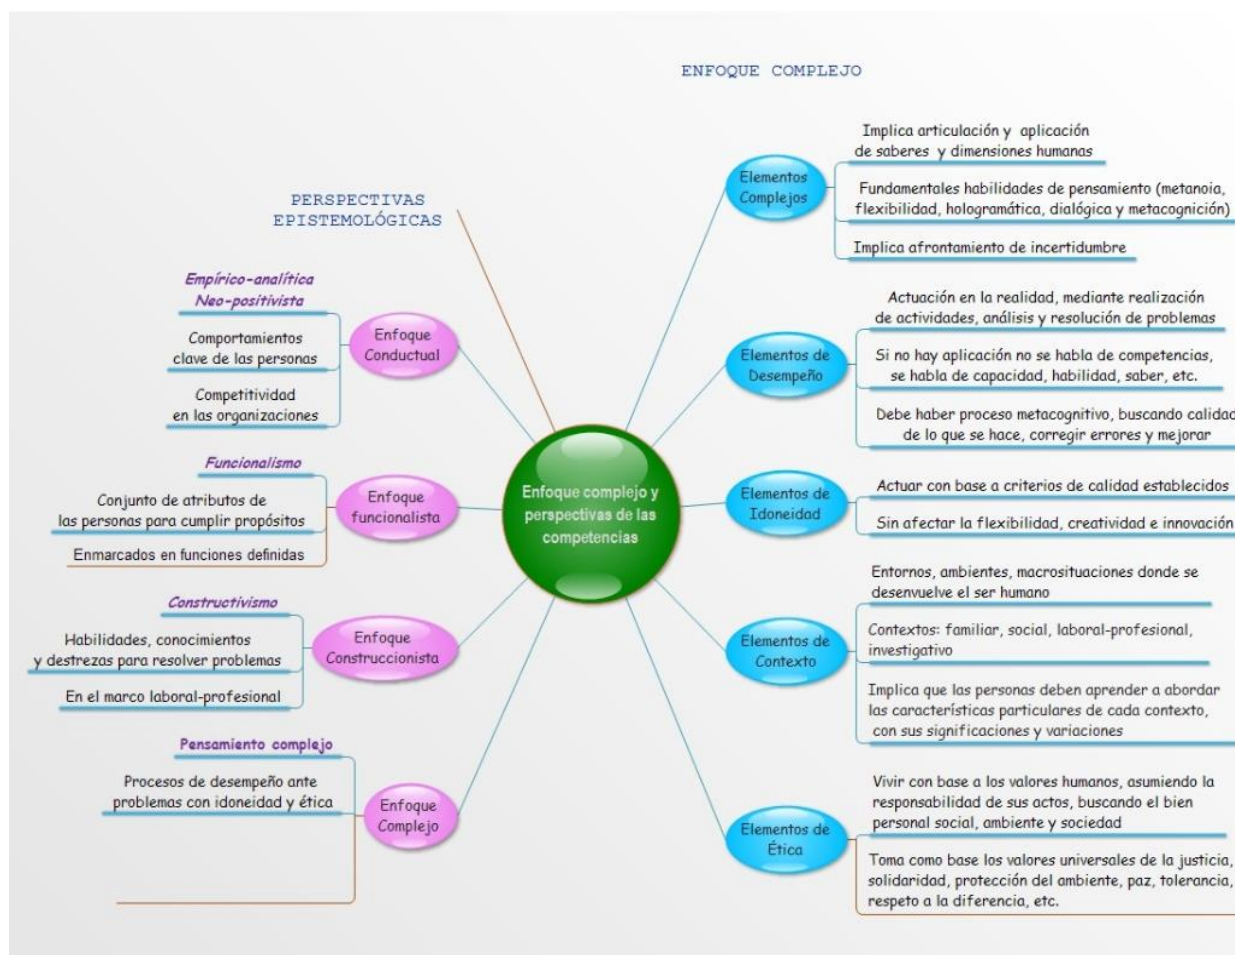 ENFOQUE COMPLEJO
PERSPECTIVAS
EPISTEMOLÓGICAS
Empírico-analítica
Neo-positivista
Comportamientos
clave de las personas
Competitividad
en las organizaciones
Enfoque
Conductual
Funcionalismo
Conjunto de atributos de
las personas para cumplir propósitos
Enmarcados en funciones definidas
Enfoque
funcionalista
Constructivismo
Habilidades, conocimientos
y destrezas para resolver problemas
En el marco laboral-profesional
Enfoque
Construccionista
Pensamiento complejo
Procesos de desempeño ante
problemas con idoneidad y ética
Enfoque
Complejo
Enfoque complejo y
perspectivas de las
competencias
Elementos
Complejos
Implica articulación y aplicación
de saberes y dimensiones humanas
Fundamentales habilidades de pensamiento (metanoia,
flexibilidad, hologramática, dialógica y metacognición)
Implica afrontamiento de incertidumbre
Elementos de
Desempeño
Actuación en la realidad, mediante realización
de actividades, análisis y resolución de problemas
Si no hay aplicación no se habla de competencias,
se habla de capacidad, habilidad, saber, etc.
Debe haber proceso metacognitivo, buscando calidad
de lo que se hace, corregir errores y mejorar
Elementos de
Idoneidad
Actuar con base a criterios de calidad establecidos
Sin afectar la flexibilidad, creatividad e innovación
Elementos de
Contexto
Entornos, ambientes, macrosituaciones donde se
desenvuelve el ser humano
Contextos: familiar, social, laboral-profesional,
investigativo
Implica que las personas deben aprender a abordar
las características particulares de cada contexto,
con sus significaciones y variaciones
Elementos de
Ética
Vivir con base a los valores humanos, asumiendo la
responsabilidad de sus actos, buscando el bien
personal social, ambiente y sociedad
Toma como base los valores universales de la justicia,
solidaridad, protección del ambiente, paz, tolerancia,
respeto a la diferencia, etc.